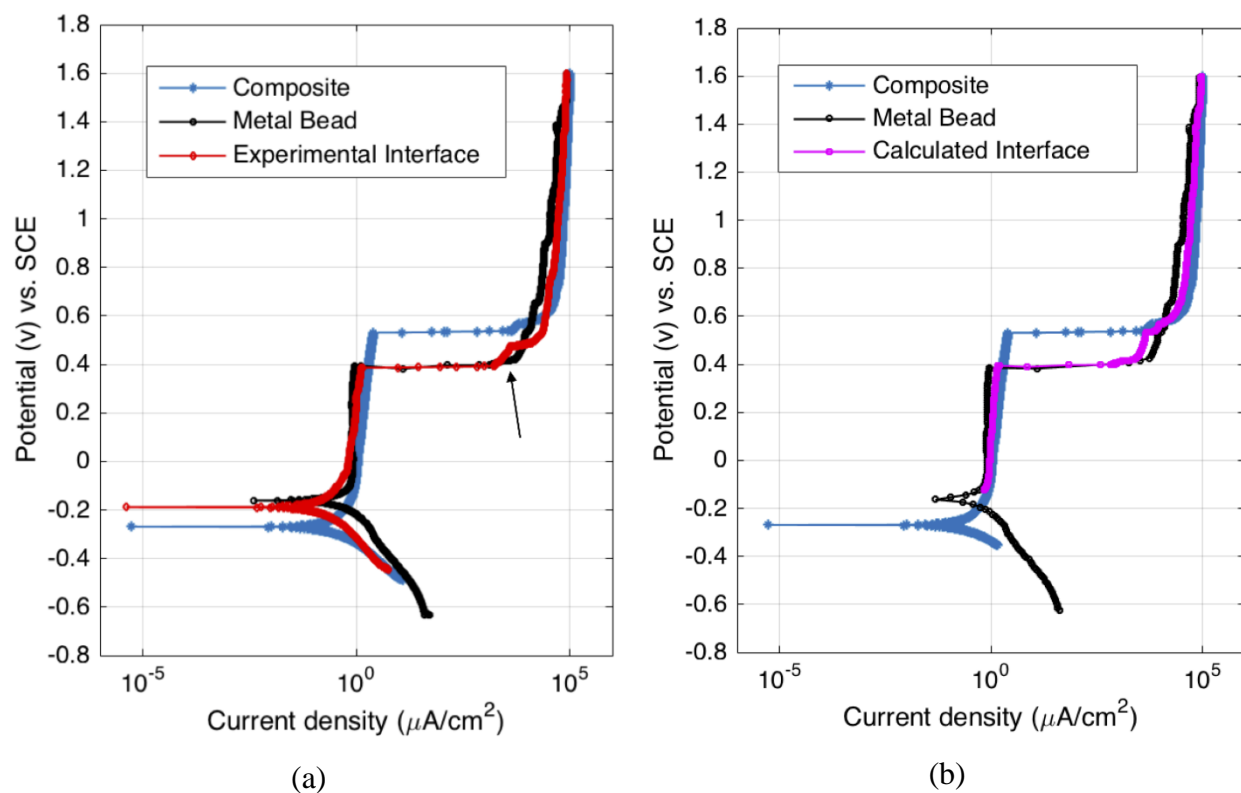 1.8
1.6
1.4
1.2
1
0.8
0.6
0.4
0.2
0
-0.2
-0.4
-0.6
-0.8
Potential (v) vs. SCE
Composite
Metal Bead
Experimental Interface
10^-5
10^0
10^5
Current density (μA/cm^2)
(a)
1.8
1.6
1.4
1.2
1
0.8
0.6
0.4
0.2
0
-0.2
-0.4
-0.6
-0.8
Potential (v) vs. SCE
Composite
Metal Bead
Calculated Interface
10^-5
10^0
10^5
Current density (μA/cm^2)
(b)